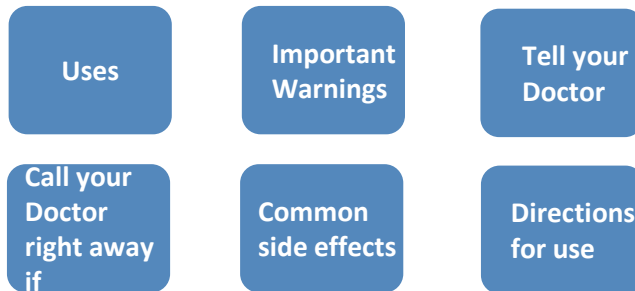 Uses
Important
Warnings
Tell your
Doctor
Call your
Doctor
right away
if
Common
side effects
Directions
for use